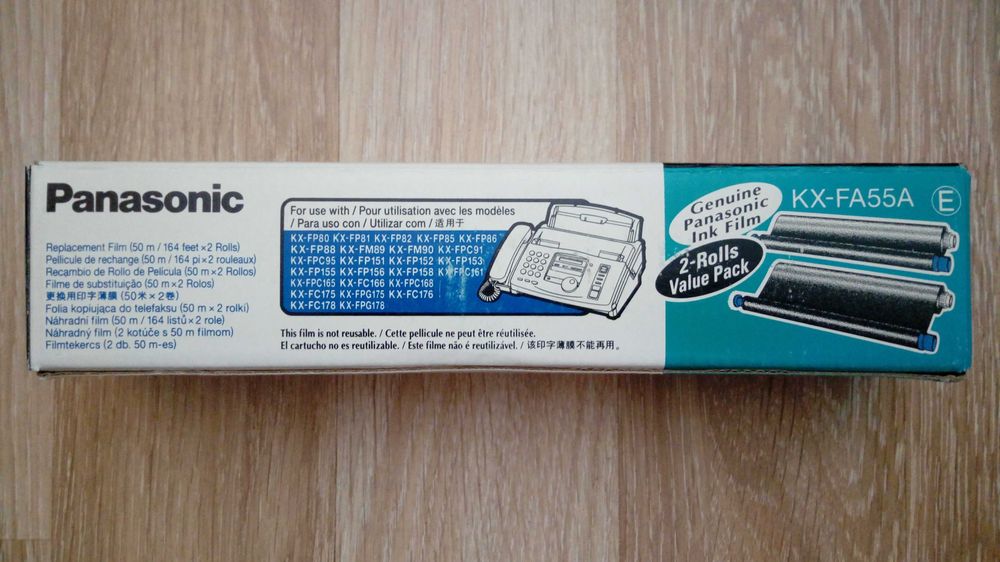 Panasonic
Replacement Film (50 m / 164 feet × 2 Rolls)
Pellicule de rechange (50 m / 164 pi × 2 rouleaux)
Recambio de Rollo de Película (50 m × 2 Rollos)
Filme de substituição (50 m × 2 Rolos)
更換用印字薄膜 (50米×2卷)
Folia kopiująca do telefaksu (50 m × 2 rolki)
Náhradní film (50 m / 164 listů × 2 role)
Náhradný film (2 kotúče s 50 m filmom)
Filmtekercs (2 db. 50 m-es)
For use with / Pour utilisation avec les modèles
/ Para uso con / Utilizar com / 适用于
KX-FP80 KX-FP81 KX-FP82 KX-FP85 KX-FP86
KX-FP88 KX-FM89 KX-FM90 KX-FPC91
KX-FPC95 KX-FP151 KX-FP152 KX-FP153
KX-FP155 KX-FP156 KX-FP158 KX-FPC161
KX-FPC165 KX-FC166 KX-FPC168
KX-FC175 KX-FPG175 KX-FC176
KX-FC178 KX-FPG178
This film is not reusable. / Cette pellicule ne peut être réutilisée.
El cartucho no es reutilizable. / Este filme não é reutilizável. / 该印字薄膜不能再用。
Genuine
Panasonic
Ink Film
2-Rolls
Value Pack
KX-FA55A
E